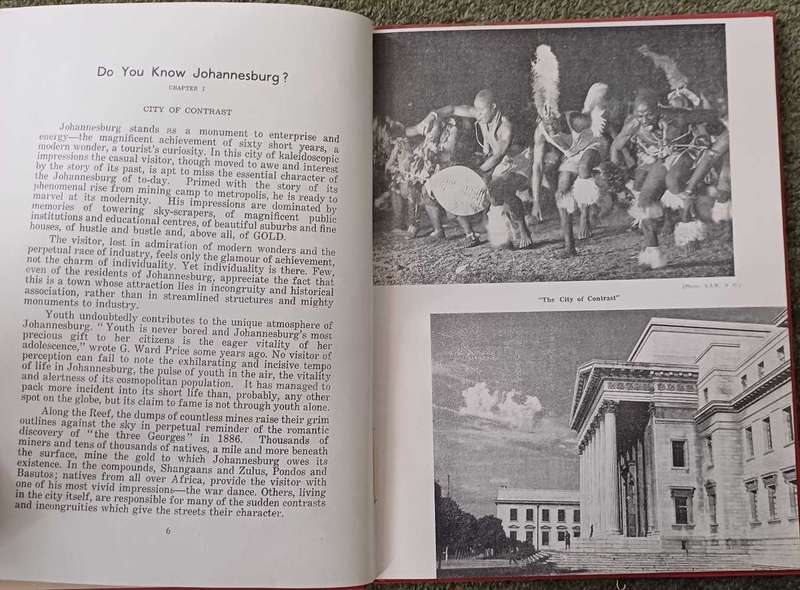 Do You Know Johannesburg?
CHAPTER I
CITY OF CONTRAST
Johannesburg stands as a monument to enterprise and
energy—the magnificent achievement of sixty short years, a
modern wonder, a tourist's curiosity. In this city of kaleidoscopic
impressions the casual visitor, though moved to awe and interest
by the story of its past, is apt to miss the essential character of
the Johannesburg of to-day. Primed with the story of its
phenomenal rise from mining camp to metropolis, he is ready to
marvel at its modernity. His impressions are dominated by
memories of towering sky-scrapers, of magnificent public
institutions and educational centres, of beautiful suburbs and fine
houses, of hustle and bustle and, above all, of GOLD.
The visitor, lost in admiration of modern wonders and the
perpetual race of industry, feels only the glamour of achievement,
not the charm of individuality. Yet individuality is there. Few,
even of the residents of Johannesburg, appreciate the fact that
this is a town whose attraction lies in incongruity and historical
association, rather than in streamlined structures and mighty
monuments to industry.
Youth undoubtedly contributes to the unique atmosphere of
Johannesburg. "Youth is never bored and Johannesburg's most
precious gift to her citizens is the eager vitality of her
adolescence," wrote G. Ward Price some years ago. No visitor of
perception can fail to note the exhilarating and incisive tempo
of life in Johannesburg, the pulse of youth in the air, the vitality
and alertness of its cosmopolitan population. It has managed to
pack more incident into its short life than, probably, any other
spot on the globe, but its claim to fame is not through youth alone.
Along the Reef, the dumps of countless mines raise their grim
outlines against the sky in perpetual reminder of the romantic
discovery of "the three Georges" in 1886. Thousands of
miners and tens of thousands of natives, a mile and more beneath
the surface, mine the gold to which Johannesburg owes its
existence. In the compounds, Shangaans and Zulus, Pondos and
Basutos; natives from all over Africa, provide the visitor with
one of his most vivid impressions—the war dance. Others, living
in the city itself, are responsible for many of the sudden contrasts
and incongruities which give the streets their character.
6
(Photo: S.A.R. & H.)
"The City of Contrast"